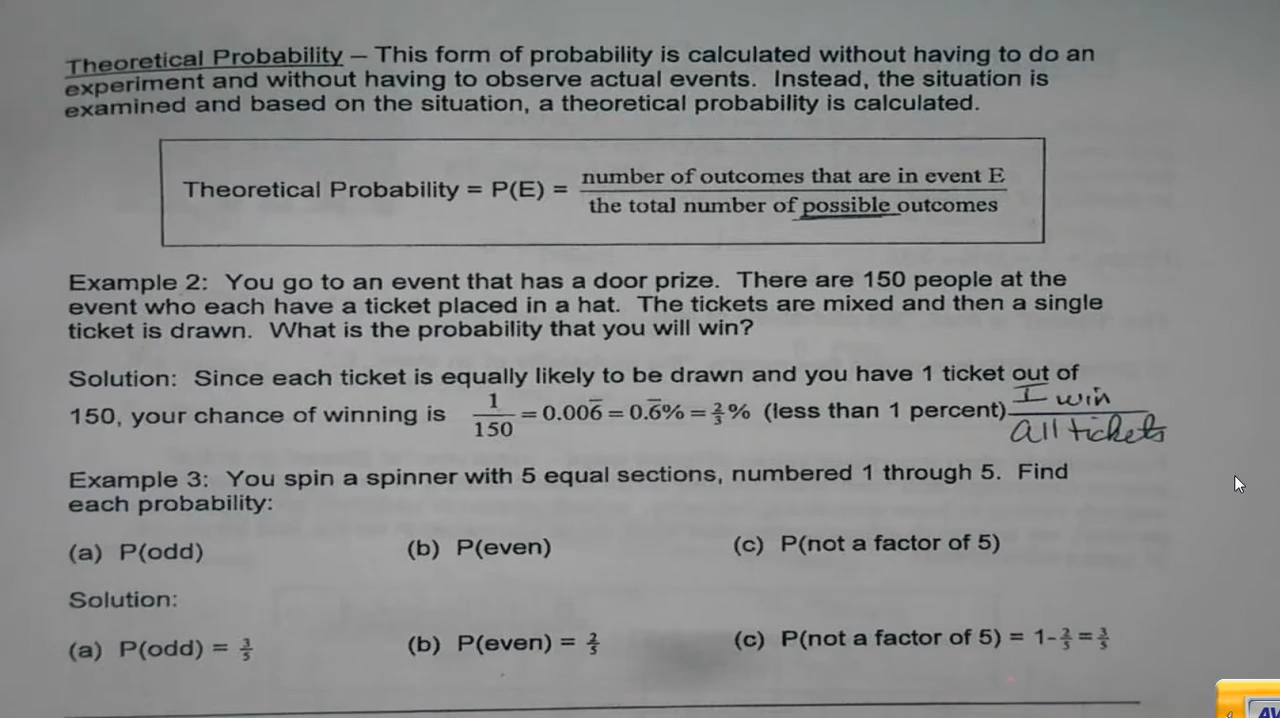 Theoretical Probability – This form of probability is calculated without having to do an
experiment and without having to observe actual events. Instead, the situation is
examined and based on the situation, a theoretical probability is calculated.
Theoretical Probability = P(E) = number of outcomes that are in event E / the total number of possible outcomes
Example 2: You go to an event that has a door prize. There are 150 people at the
event who each have a ticket placed in a hat. The tickets are mixed and then a single
ticket is drawn. What is the probability that you will win?
Solution: Since each ticket is equally likely to be drawn and you have 1 ticket out of
150, your chance of winning is 1/150 = 0.006̅ = 0.6̅% = ⅔% (less than 1 percent) I win / all tickets
Example 3: You spin a spinner with 5 equal sections, numbered 1 through 5. Find
each probability:
(a) P(odd) (b) P(even) (c) P(not a factor of 5)
Solution:
(a) P(odd) = ⅗ (b) P(even) = ⅖ (c) P(not a factor of 5) = 1-⅖=⅗
AV